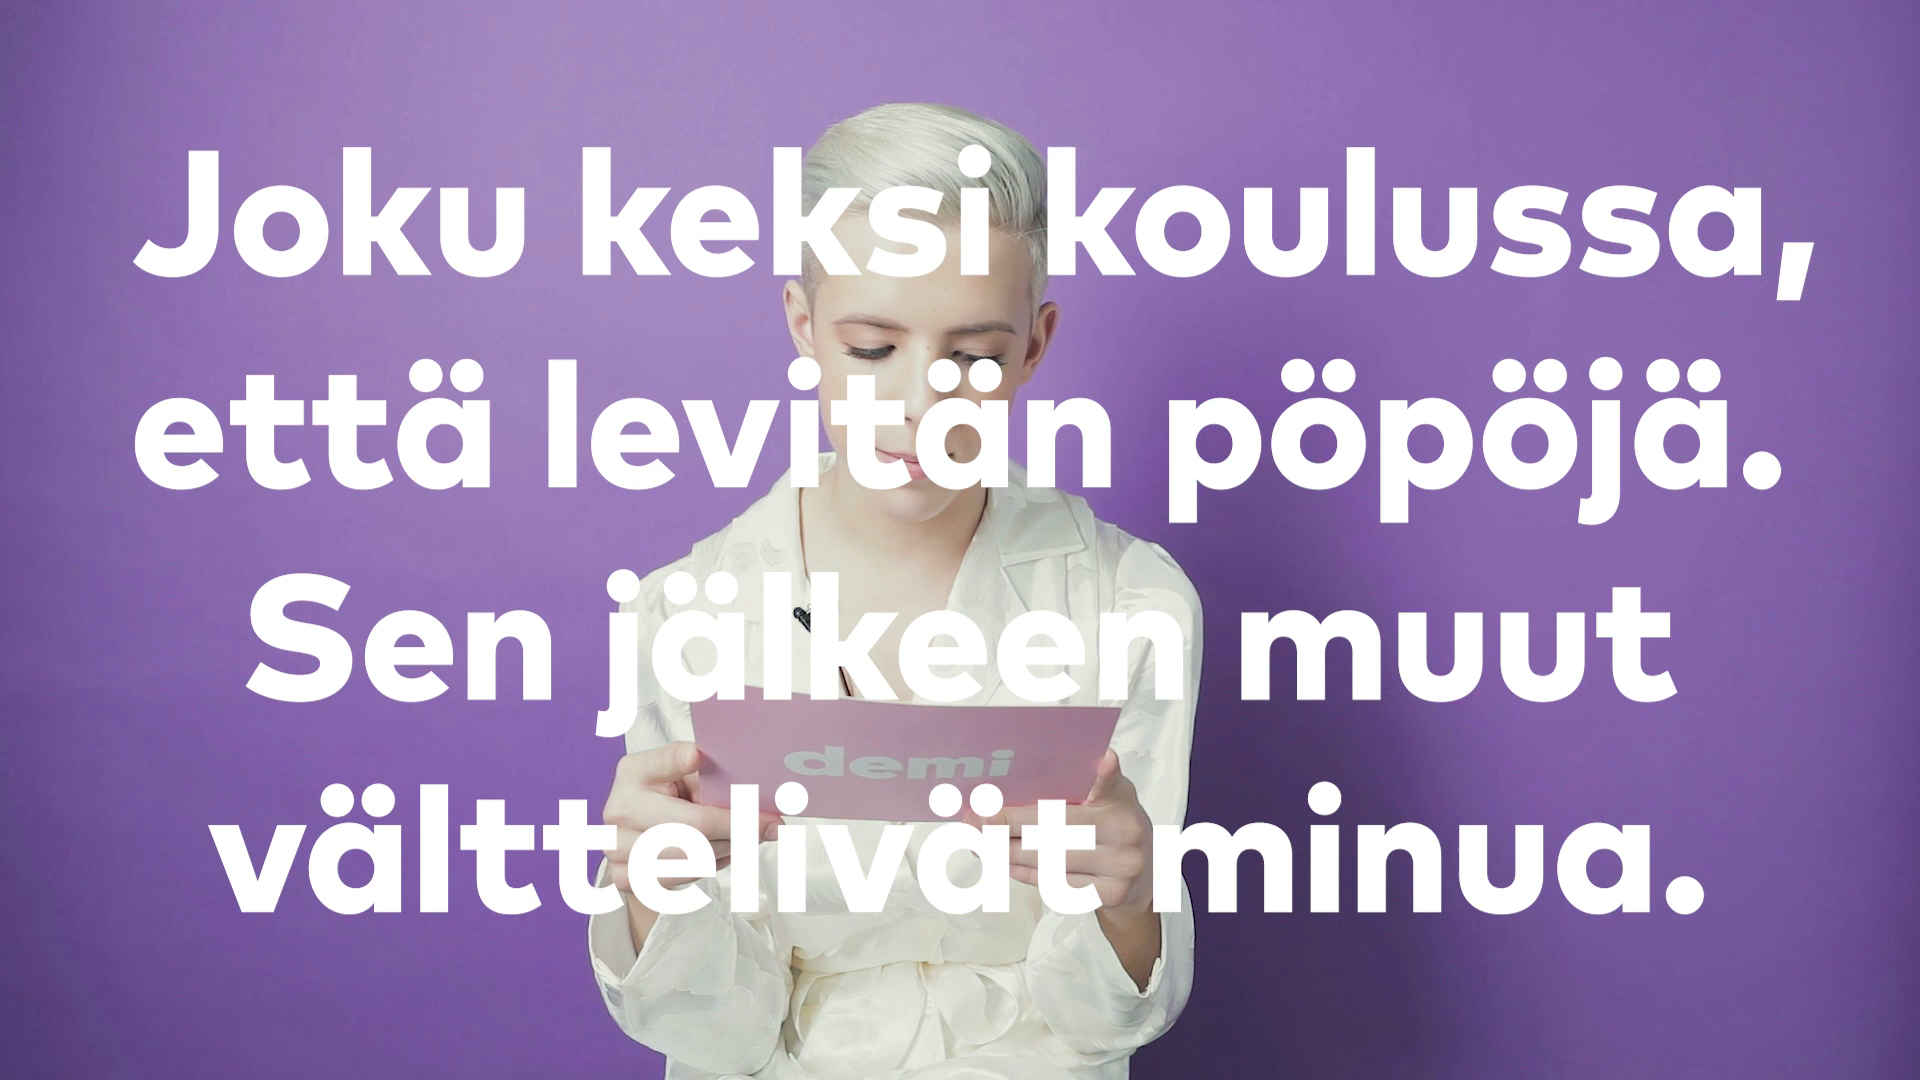 Joku keksi koulussa,
että levitän pöpöjä.
Sen jälkeen muut
demi
välttelivät minua.